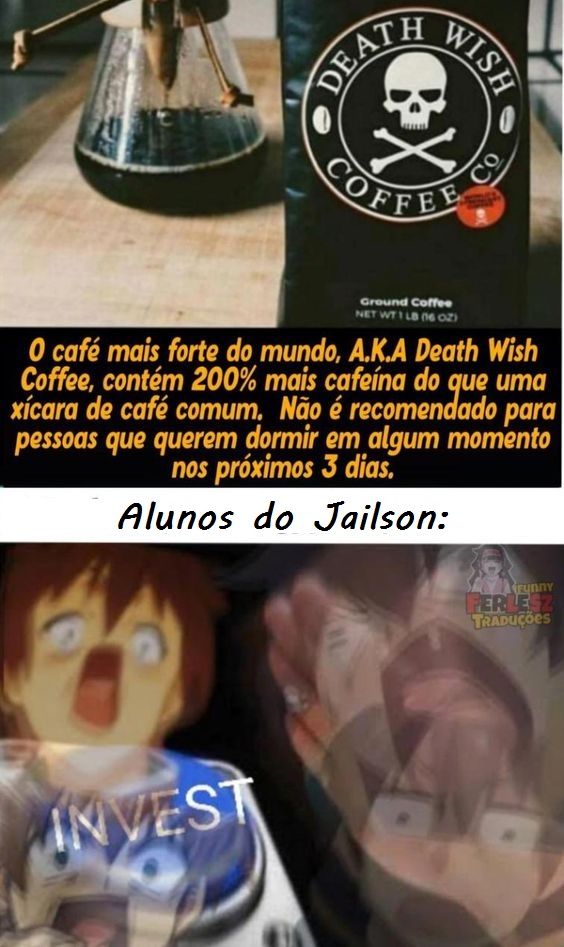 DEATH WISH
COFFEE CO
Ground Coffee
NET WT 1 LB (16 OZ)
O café mais forte do mundo, A.K.A Death Wish
Coffee, contém 200% mais cafeína do que uma
xícara de café comum. Não é recomendado para
pessoas que querem dormir em algum momento
nos próximos 3 dias.
Alunos do Jailson:
FUNNY
FERLESZ
TRADUÇÕES
INVEST